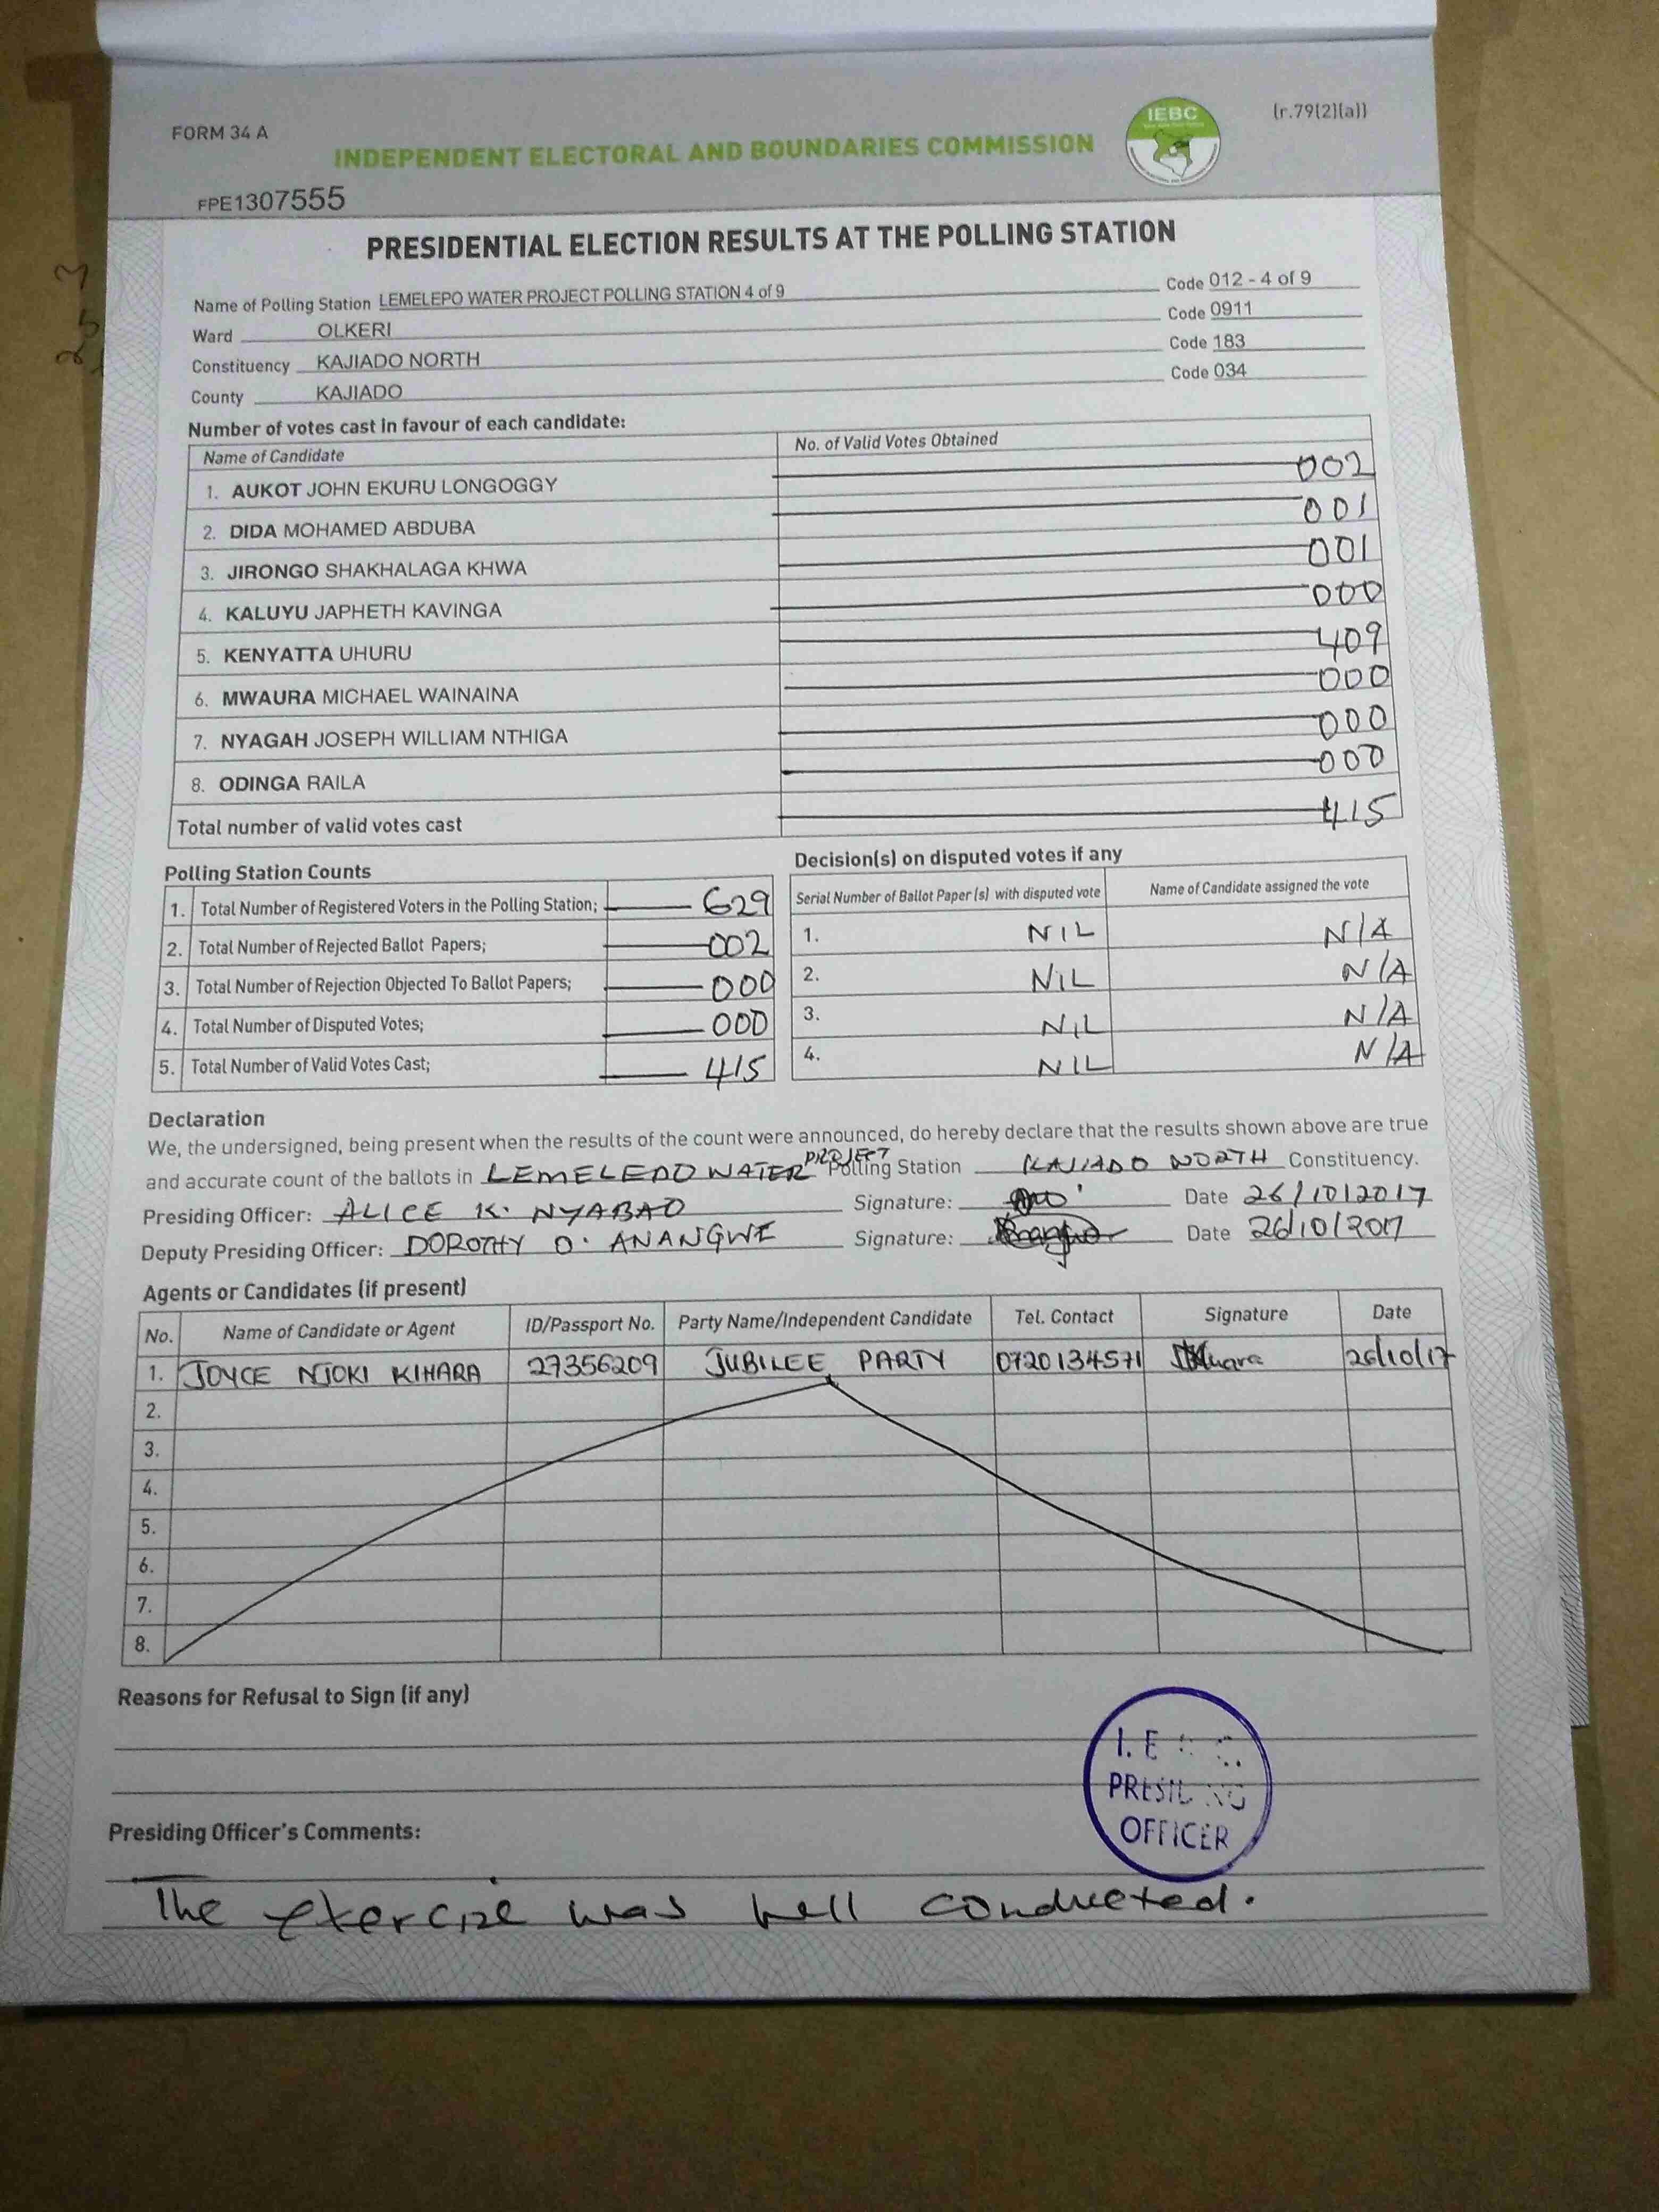 FORM 34 A
INDEPENDENT ELECTORAL AND BOUNDARIES COMMISSION
IEBC
(r.79(2)(a))
FPE1307555
PRESIDENTIAL ELECTION RESULTS AT THE POLLING STATION
Name of Polling Station LEMELEPO WATER PROJECT POLLING STATION 4 of 9 Code 012 - 4 of 9
Ward OLKERI Code 0911
Constituency KAJIADO NORTH Code 183
County KAJIADO Code 034
Number of votes cast in favour of each candidate:
Name of Candidate No. of Valid Votes Obtained
1. AUKOT JOHN EKURU LONGOGGY 002
2. DIDA MOHAMED ABDUBA 001
3. JIRONGO SHAKHALAGA KHWA 001
4. KALUYU JAPHETH KAVINGA 000
5. KENYATTA UHURU 409
6. MWAURA MICHAEL WAINAINA 000
7. NYAGAH JOSEPH WILLIAM NTHIGA 000
8. ODINGA RAILA 000
Total number of valid votes cast 415
Polling Station Counts
1. Total Number of Registered Voters in the Polling Station; 629
2. Total Number of Rejected Ballot Papers; 002
3. Total Number of Rejection Objected To Ballot Papers; 000
4. Total Number of Disputed Votes; 000
5. Total Number of Valid Votes Cast; 415
Decision(s) on disputed votes if any
Serial Number of Ballot Paper (s) with disputed vote Name of Candidate assigned the vote
1. NIL N/A
2. NIL N/A
3. NIL N/A
4. NIL N/A
Declaration
We, the undersigned, being present when the results of the count were announced, do hereby declare that the results shown above are true
and accurate count of the ballots in LEMELEPO WATER PROJECT Polling Station KAJIADO NORTH Constituency.
Presiding Officer: ALICE K. NYABAO Signature: Date 26/10/2017
Deputy Presiding Officer: DOROTHY O. ANANGWE Signature: Date 26/10/2017
Agents or Candidates (if present)
No. Name of Candidate or Agent ID/Passport No. Party Name/Independent Candidate Tel. Contact Signature Date
1. JOYCE NJOKI KIHARA 27356209 JUBILEE PARTY 0720134571 26/10/17
2.
3.
4.
5.
6.
7.
8.
Reasons for Refusal to Sign (if any)
I. E
PRESIDING
OFFICER
Presiding Officer's Comments:
The exercise was well conducted.